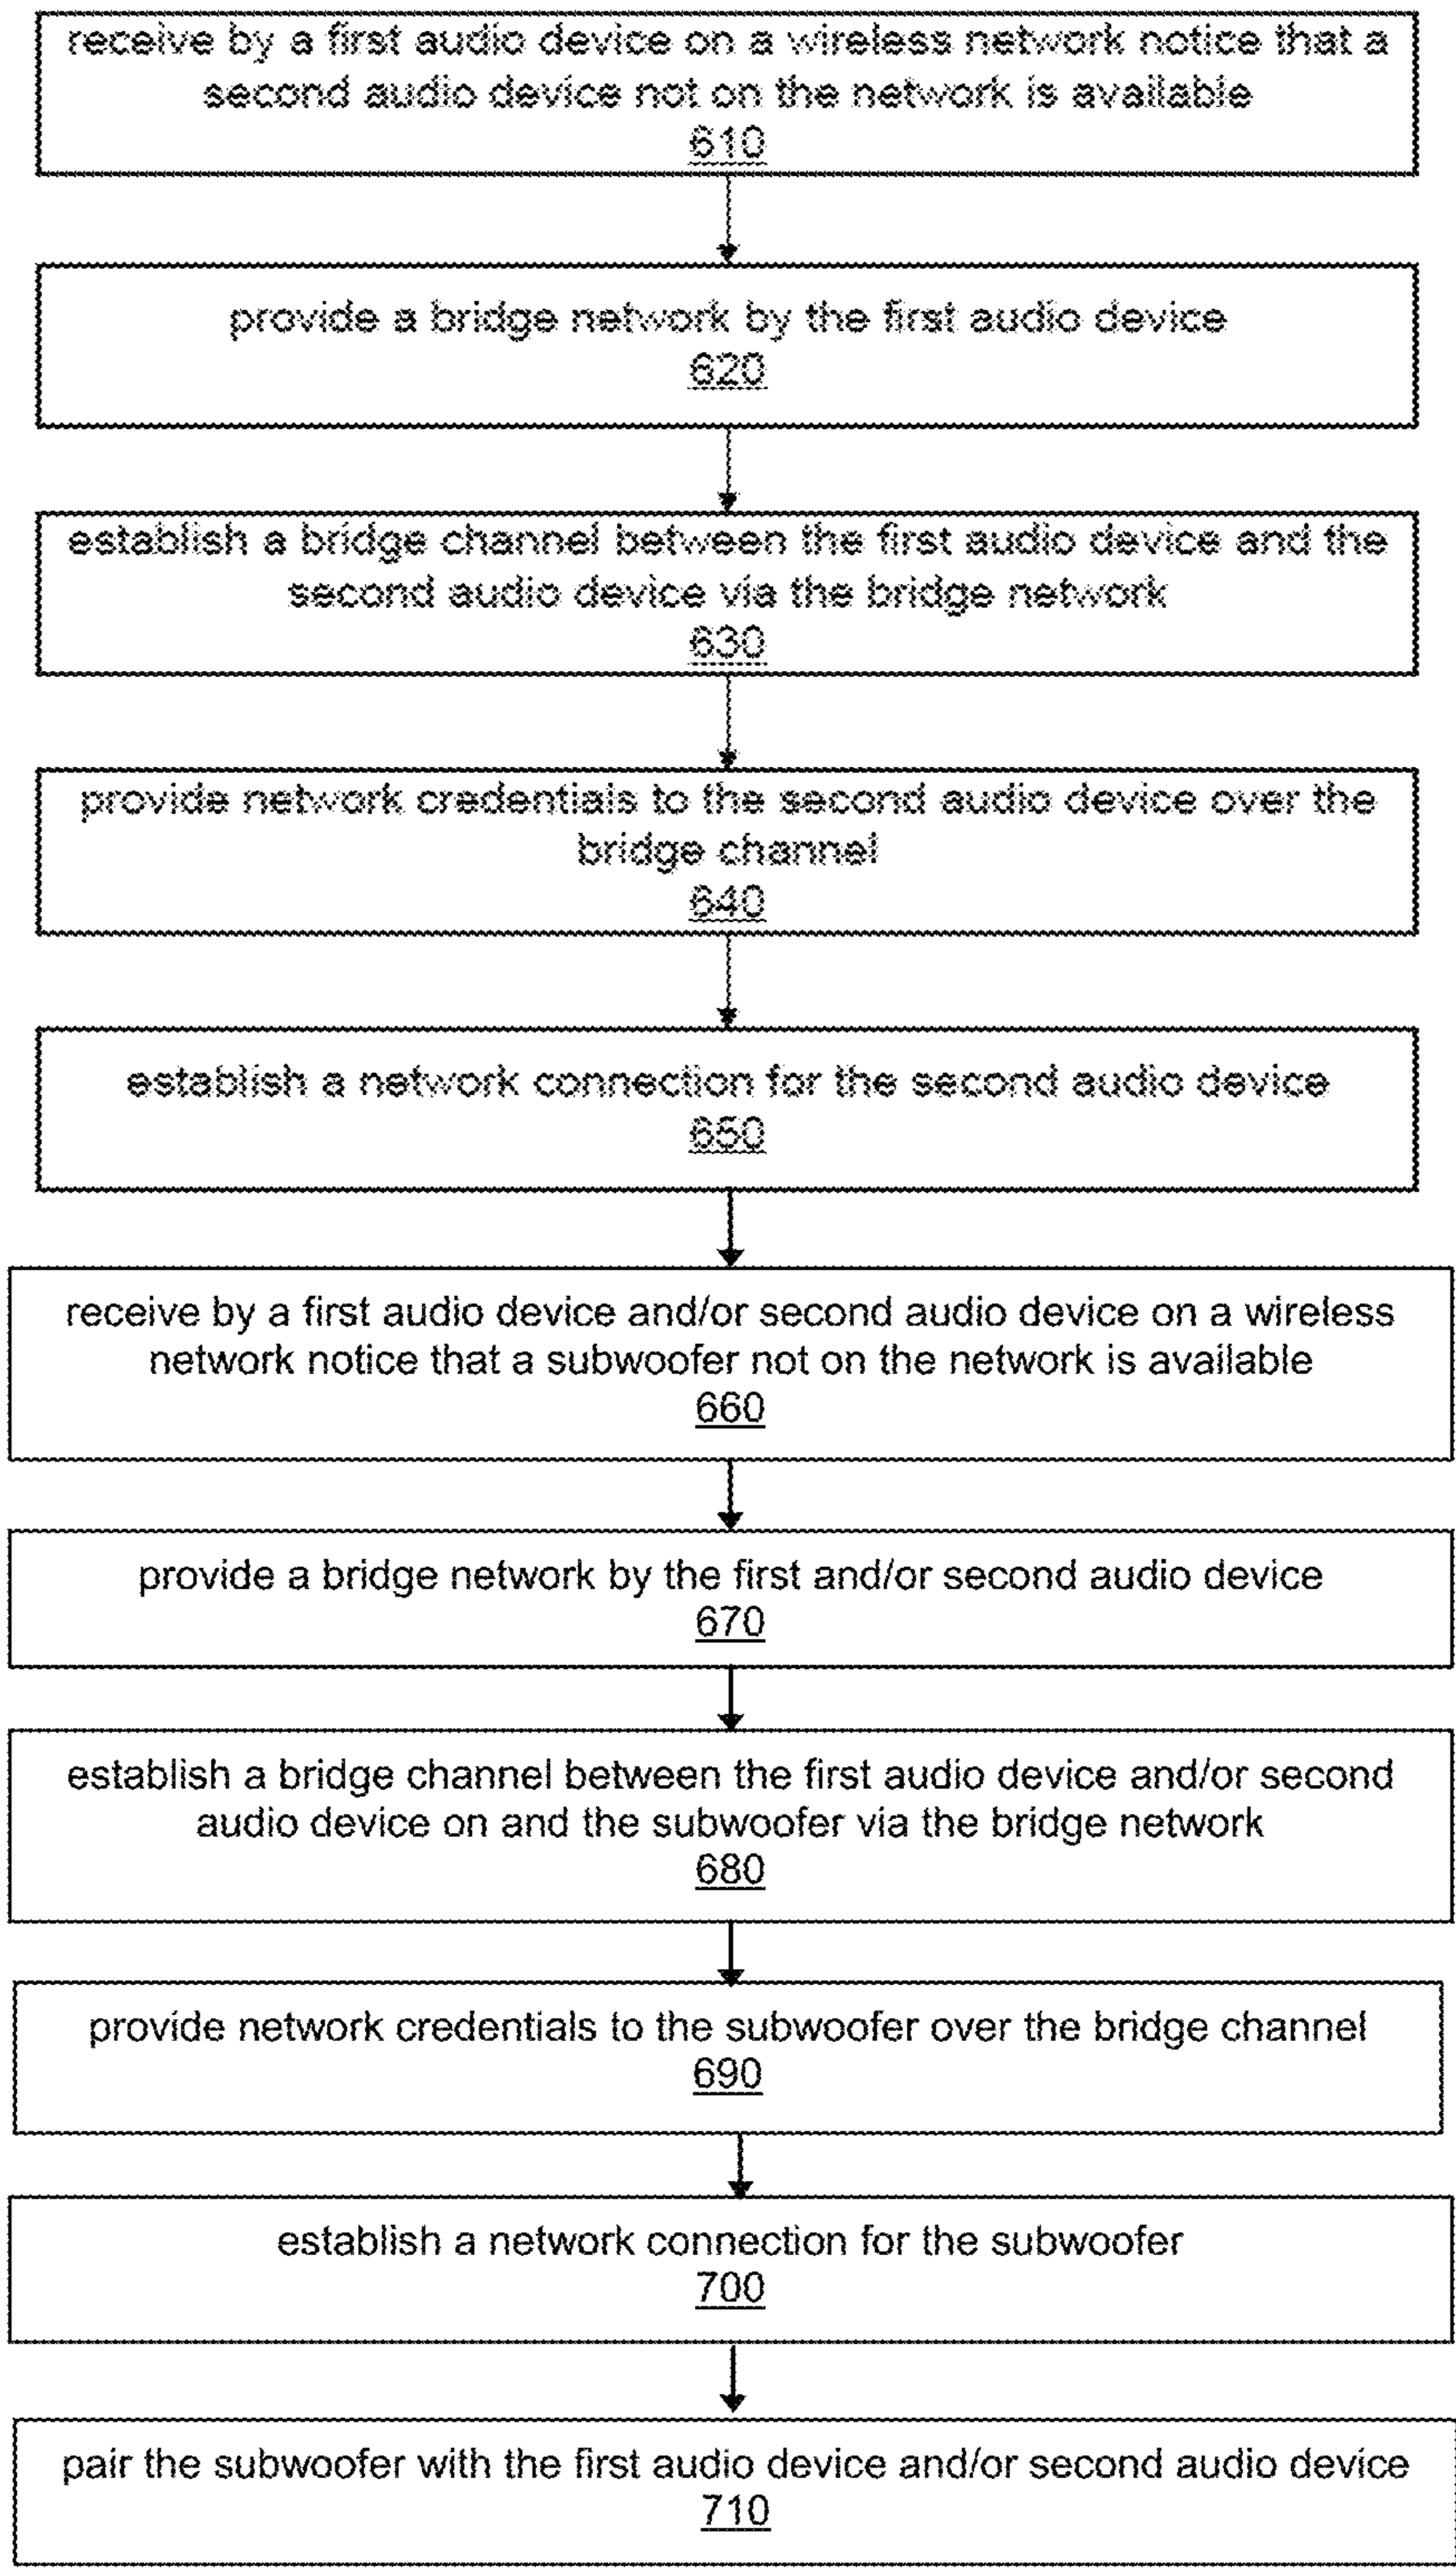 receive by a first audio device on a wireless network notice that a
second audio device not on the network is available
610
provide a bridge network by the first audio device
620
establish a bridge channel between the first audio device and the
second audio device via the bridge network
630
provide network credentials to the second audio device over the
bridge channel
640
establish a network connection for the second audio device
650
receive by a first audio device and/or second audio device on a wireless
network notice that a subwoofer not on the network is available
660
provide a bridge network by the first and/or second audio device
670
establish a bridge channel between the first audio device and/or second
audio device on and the subwoofer via the bridge network
680
provide network credentials to the subwoofer over the bridge channel
690
establish a network connection for the subwoofer
700
pair the subwoofer with the first audio device and/or second audio device
710